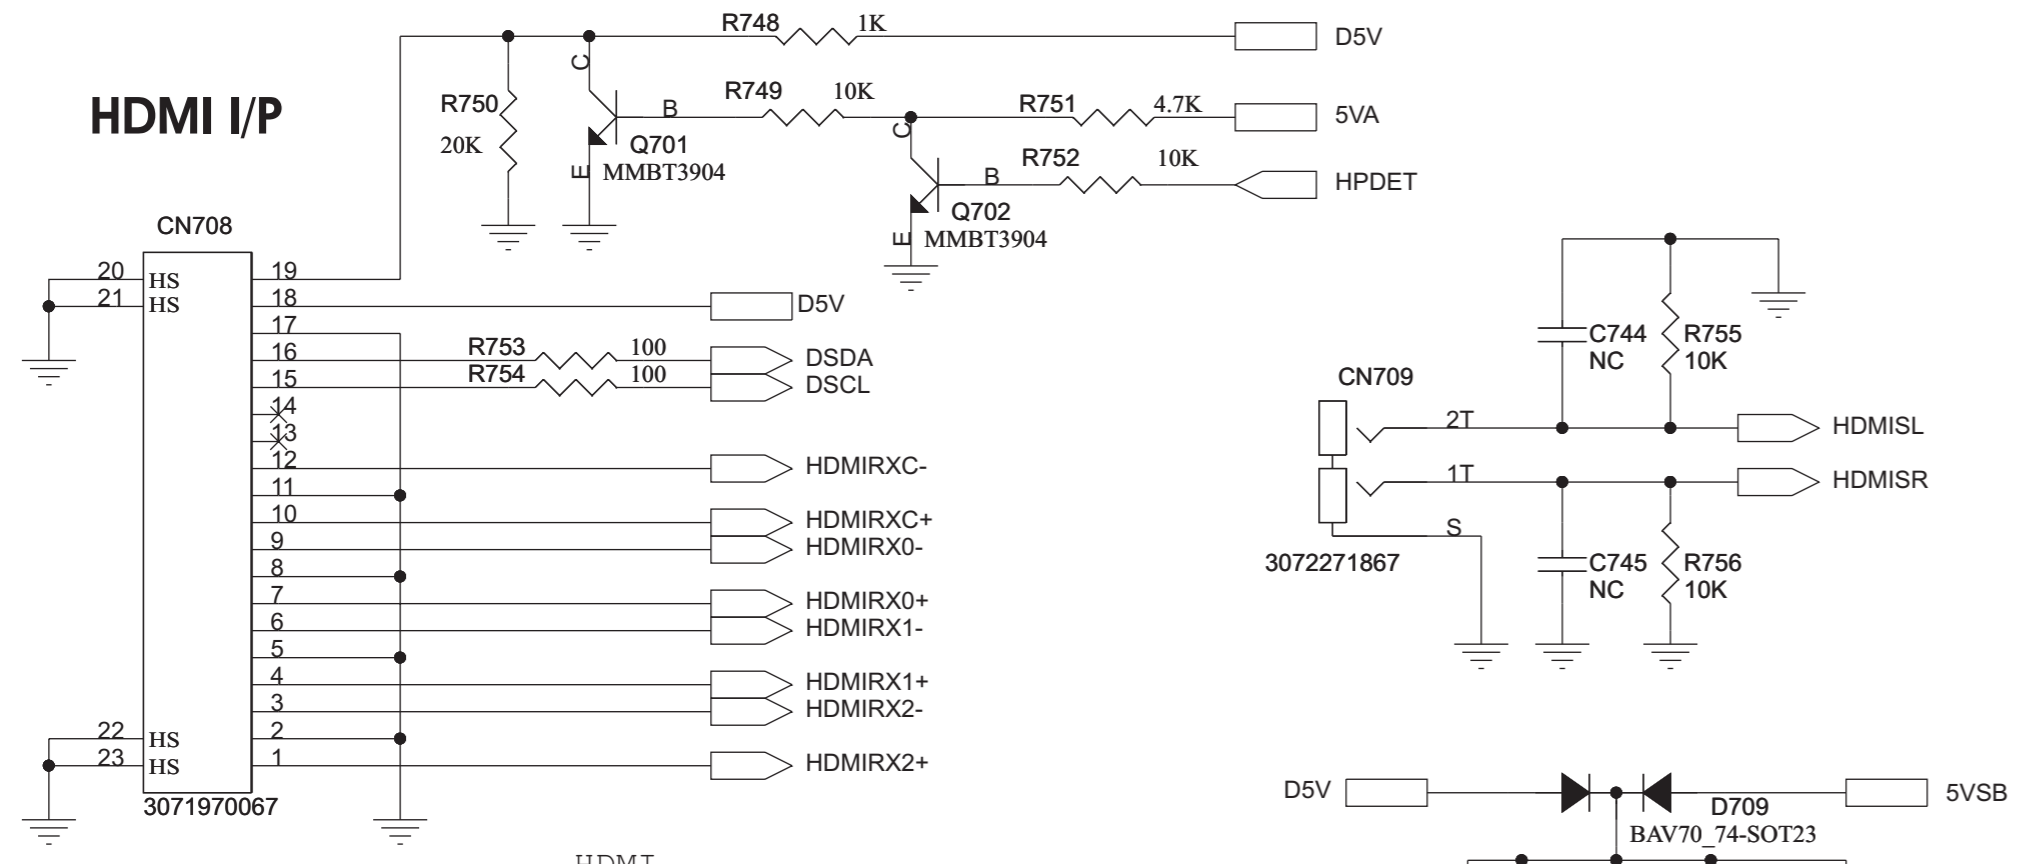 HDMI I/P
R748 1K D5V
C
R750
20K
B R749 10K R751 4.7K 5VA
Q701
MMBT3904
E
C
B R752 10K HPDET
Q702
MMBT3904
E
CN708
20 HS 19
21 HS 18 D5V
17
16 R753 100 DSDA
15 R754 100 DSCL
14
13
12 HDMIRXC-
11
10 HDMIRXC+
9 HDMIRX0-
8
7 HDMIRX0+
6 HDMIRX1-
5
4 HDMIRX1+
3 HDMIRX2-
22 HS 2
23 HS 1 HDMIRX2+
3071970067
C744
NC
R755
10K
CN709
2T HDMISL
1T HDMISR
S
3072271867
C745
NC
R756
10K
D5V 5VSB
D709
BAV70_74-SOT23
HDMI